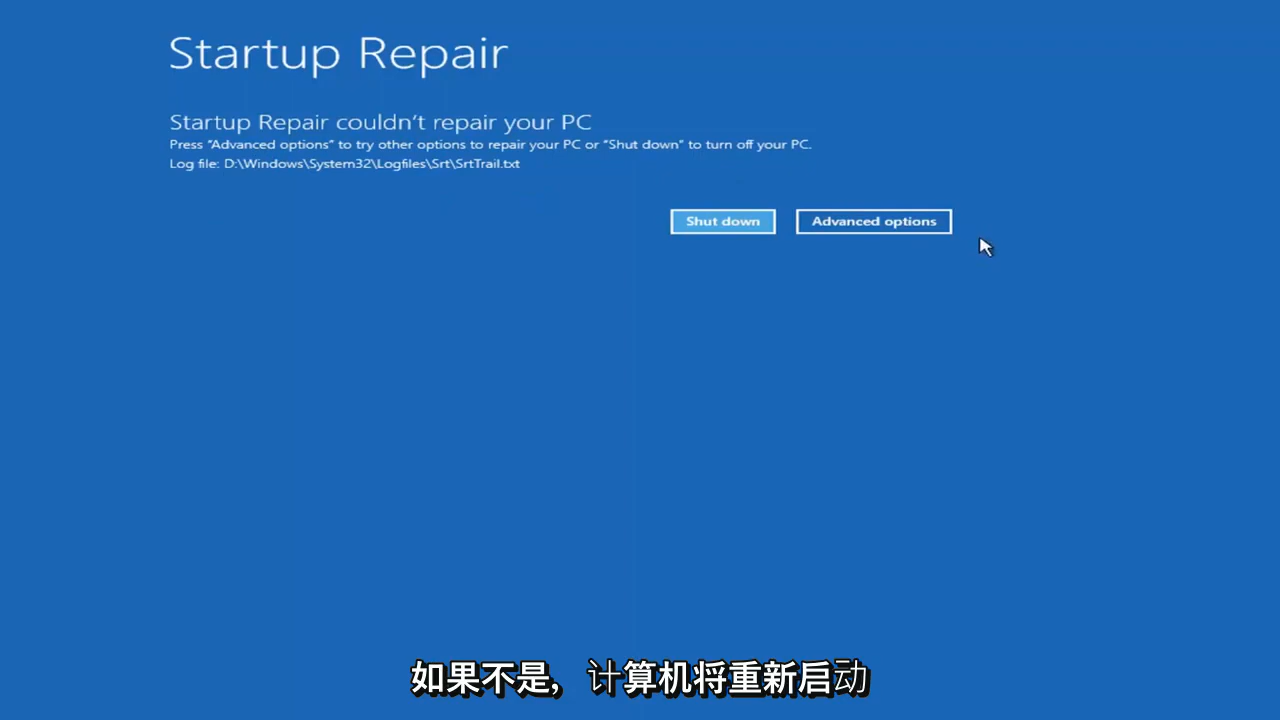 Startup Repair
Startup Repair couldn't repair your PC
Press "Advanced options" to try other options to repair your PC or "Shut down" to turn off your PC.
Log file: D:\Windows\System32\Logfiles\Srt\SrtTrail.txt
Shut down
Advanced options
如果不是，计算机将重新启动